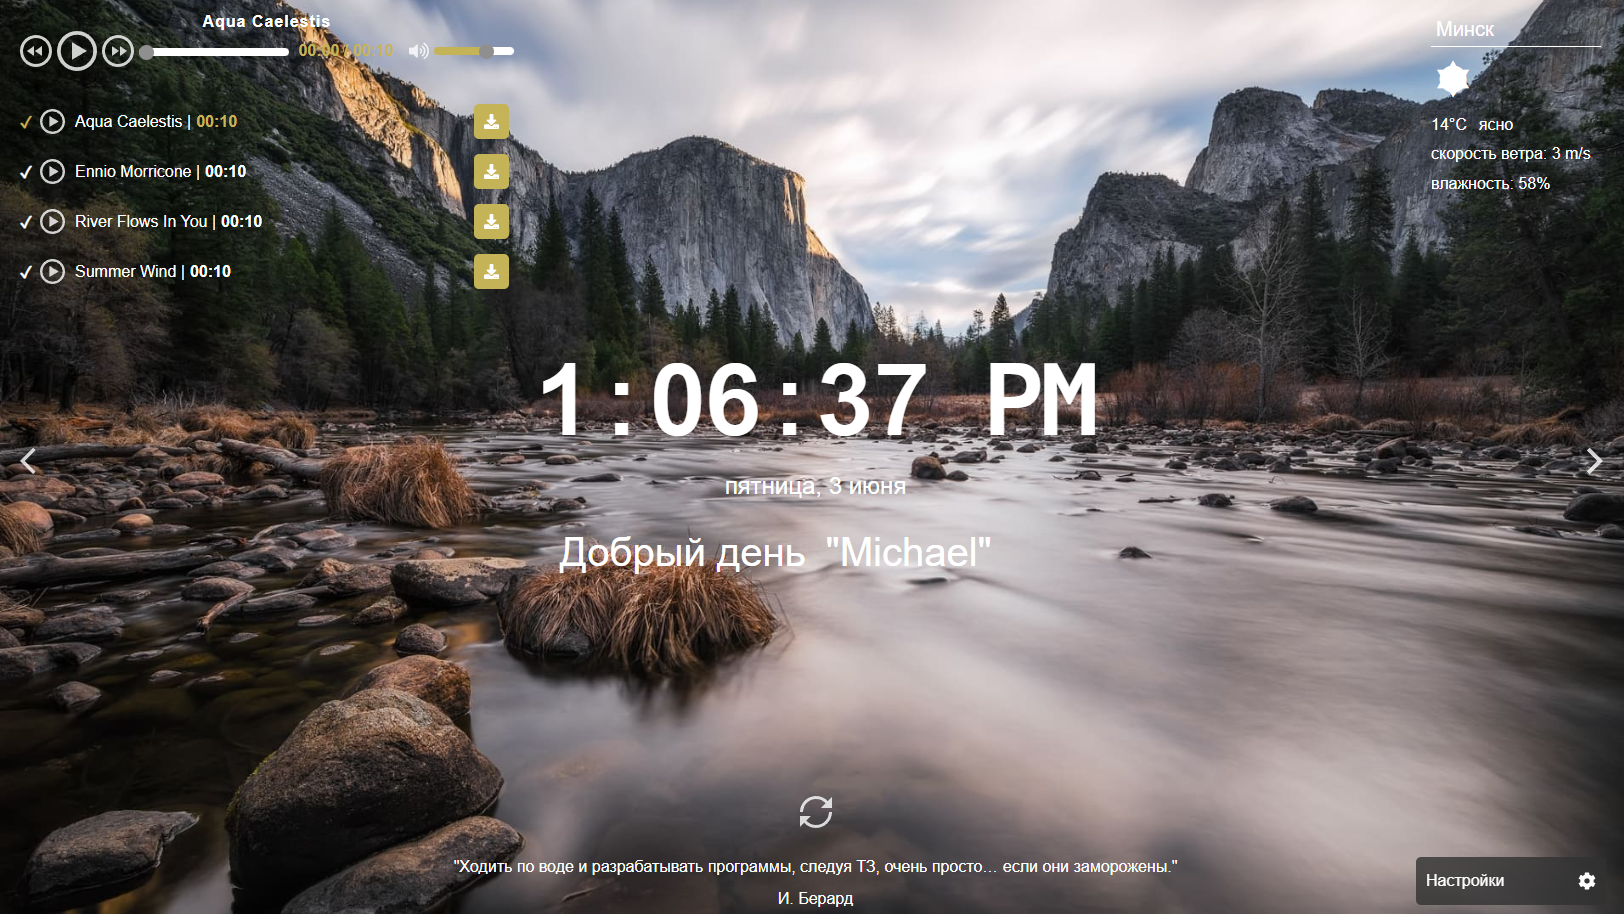 Aqua Caelestis
00:00 / 00:10
Aqua Caelestis | 00:10
Ennio Morricone | 00:10
River Flows In You | 00:10
Summer Wind | 00:10
Минск
14°C ясно
скорость ветра: 3 m/s
влажность: 58%
1:06:37 PM
пятница, 3 июня
Добрый день "Michael"
"Ходить по воде и разрабатывать программы, следуя ТЗ, очень просто… если они заморожены."
И. Берард
Настройки